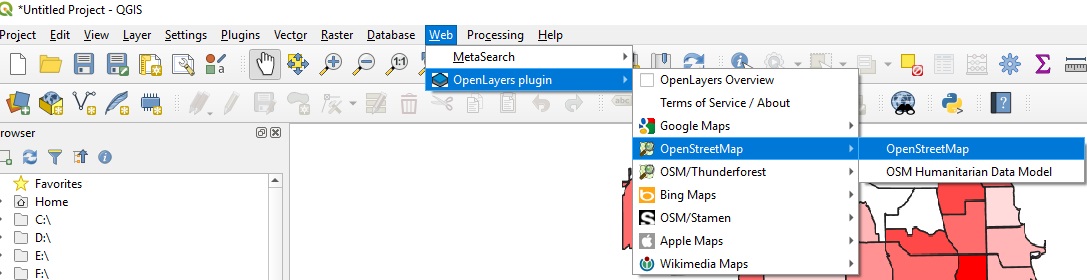 *Untitled Project - QGIS
Project Edit View Layer Settings Plugins Vector Raster Database Web Processing Help
MetaSearch
OpenLayers plugin
OpenLayers Overview
Terms of Service / About
Google Maps
OpenStreetMap
OpenStreetMap
OSM/Thunderforest
OSM Humanitarian Data Model
Bing Maps
OSM/Stamen
Apple Maps
Wikimedia Maps
1:1
rowser
Favorites
Home
C:\
D:\
E:\
F:\